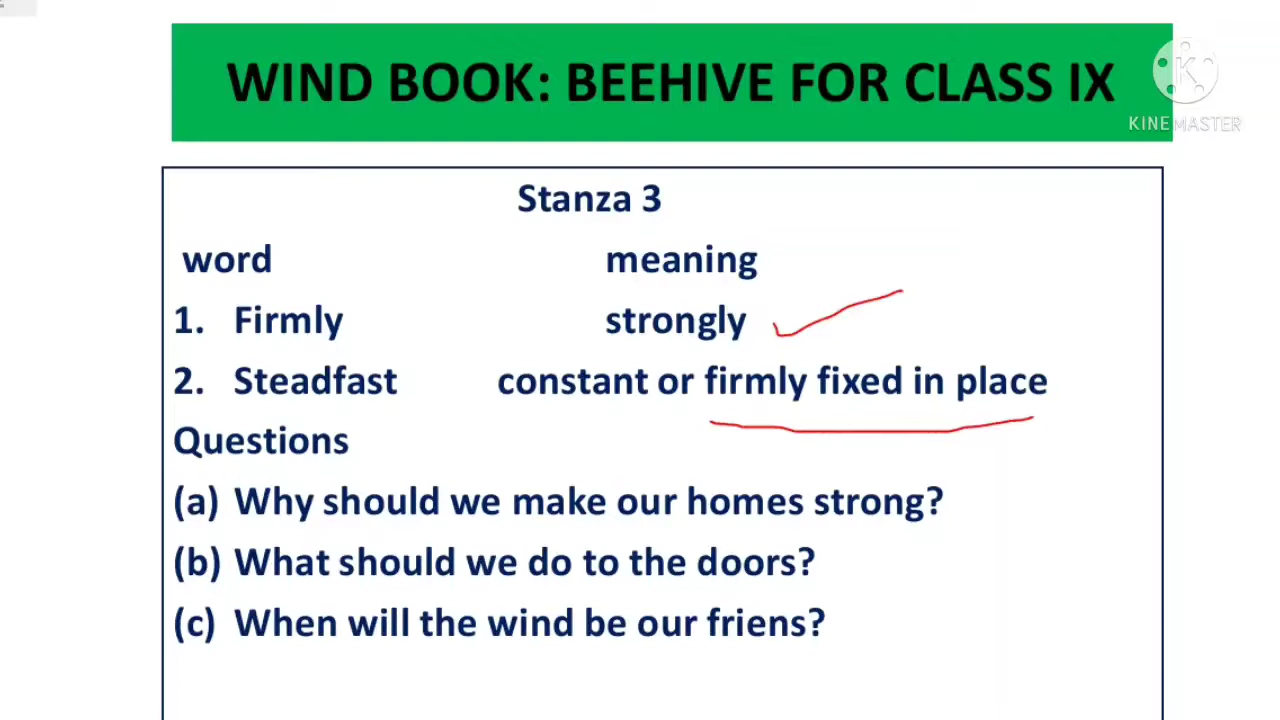 WIND BOOK: BEEHIVE FOR CLASS IX
KINEMASTER
Stanza 3
word meaning
1. Firmly strongly
2. Steadfast constant or firmly fixed in place
Questions
(a) Why should we make our homes strong?
(b) What should we do to the doors?
(c) When will the wind be our friens?